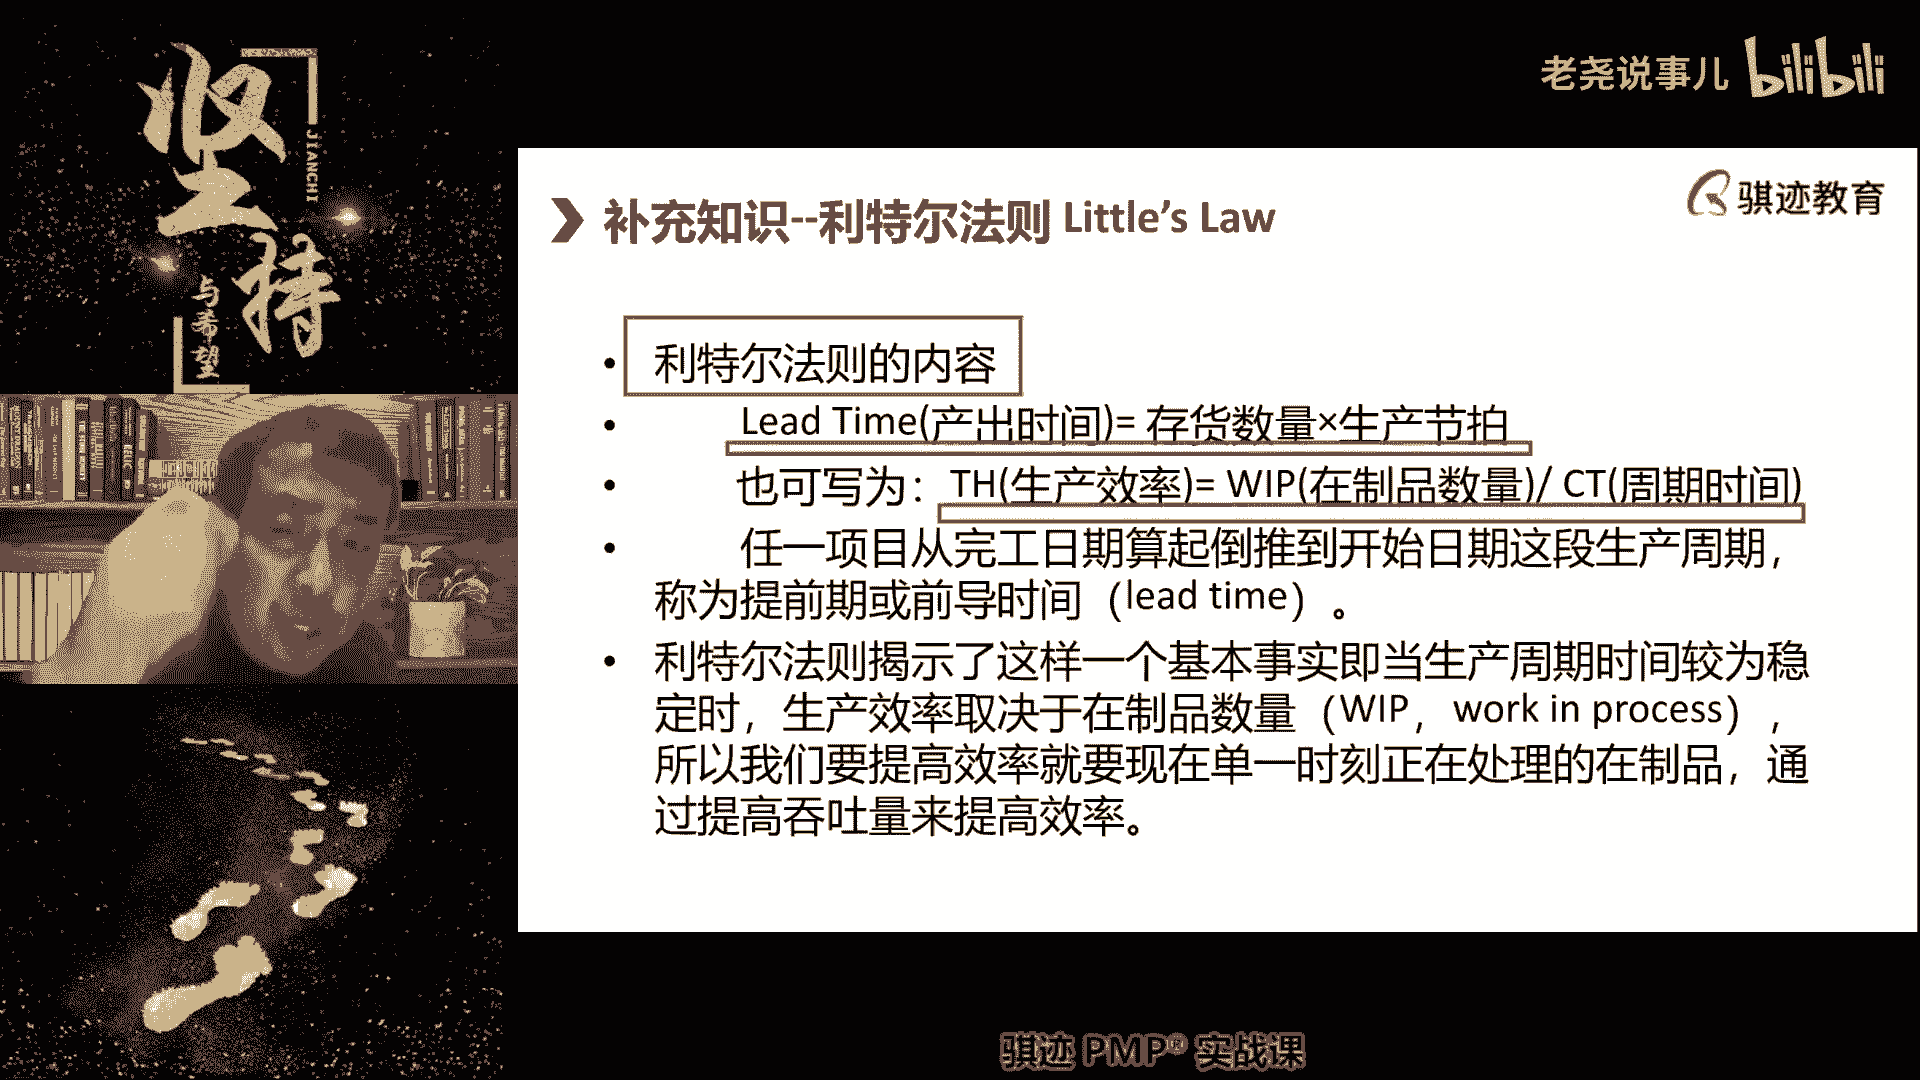 坚持
JIANCHI
与希望
老尧说事儿 bilibili
骐迹教育
补充知识--利特尔法则 Little's Law
• 利特尔法则的内容
• Lead Time(产出时间)= 存货数量×生产节拍
• 也可写为：TH(生产效率)= WIP(在制品数量)/ CT(周期时间)
• 任一项目从完工日期算起倒推到开始日期这段生产周期，
称为提前期或前导时间（lead time）。
• 利特尔法则揭示了这样一个基本事实即当生产周期时间较为稳
定时，生产效率取决于在制品数量（WIP，work in process），
所以我们要提高效率就要现在单一时刻正在处理的在制品，通
过提高吞吐量来提高效率。
骐迹 PMP® 实战课